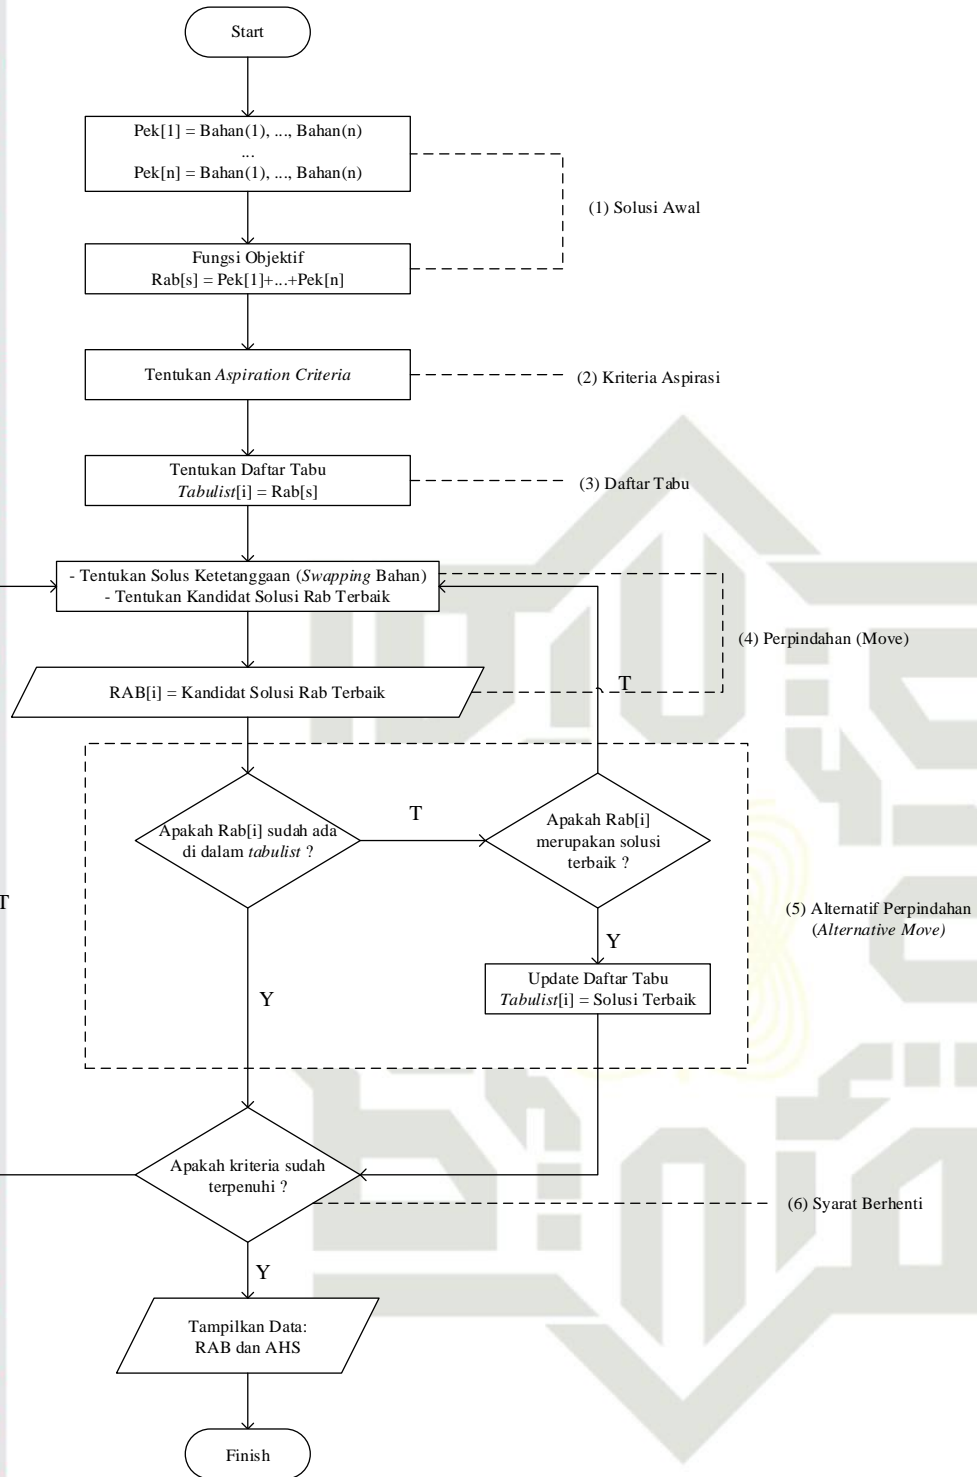 Start
Pek[1] = Bahan(1), ..., Bahan(n)
...
Pek[n] = Bahan(1), ..., Bahan(n)
(1) Solusi Awal
Fungsi Objektif
Rab[s] = Pek[1]+...+Pek[n]
Tentukan Aspiration Criteria
(2) Kriteria Aspirasi
Tentukan Daftar Tabu
Tabulist[i] = Rab[s]
(3) Daftar Tabu
- Tentukan Solus Ketetanggaan (Swapping Bahan)
- Tentukan Kandidat Solusi Rab Terbaik
(4) Perpindahan (Move)
RAB[i] = Kandidat Solusi Rab Terbaik
T
Apakah Rab[i] sudah ada
di dalam tabulist ?
T
Apakah Rab[i]
merupakan solusi
terbaik ?
T
(5) Alternatif Perpindahan
(Alternative Move)
Y
Update Daftar Tabu
Tabulist[i] = Solusi Terbaik
Y
Apakah kriteria sudah
terpenuhi ?
(6) Syarat Berhenti
Y
Tampilkan Data:
RAB dan AHS
Finish